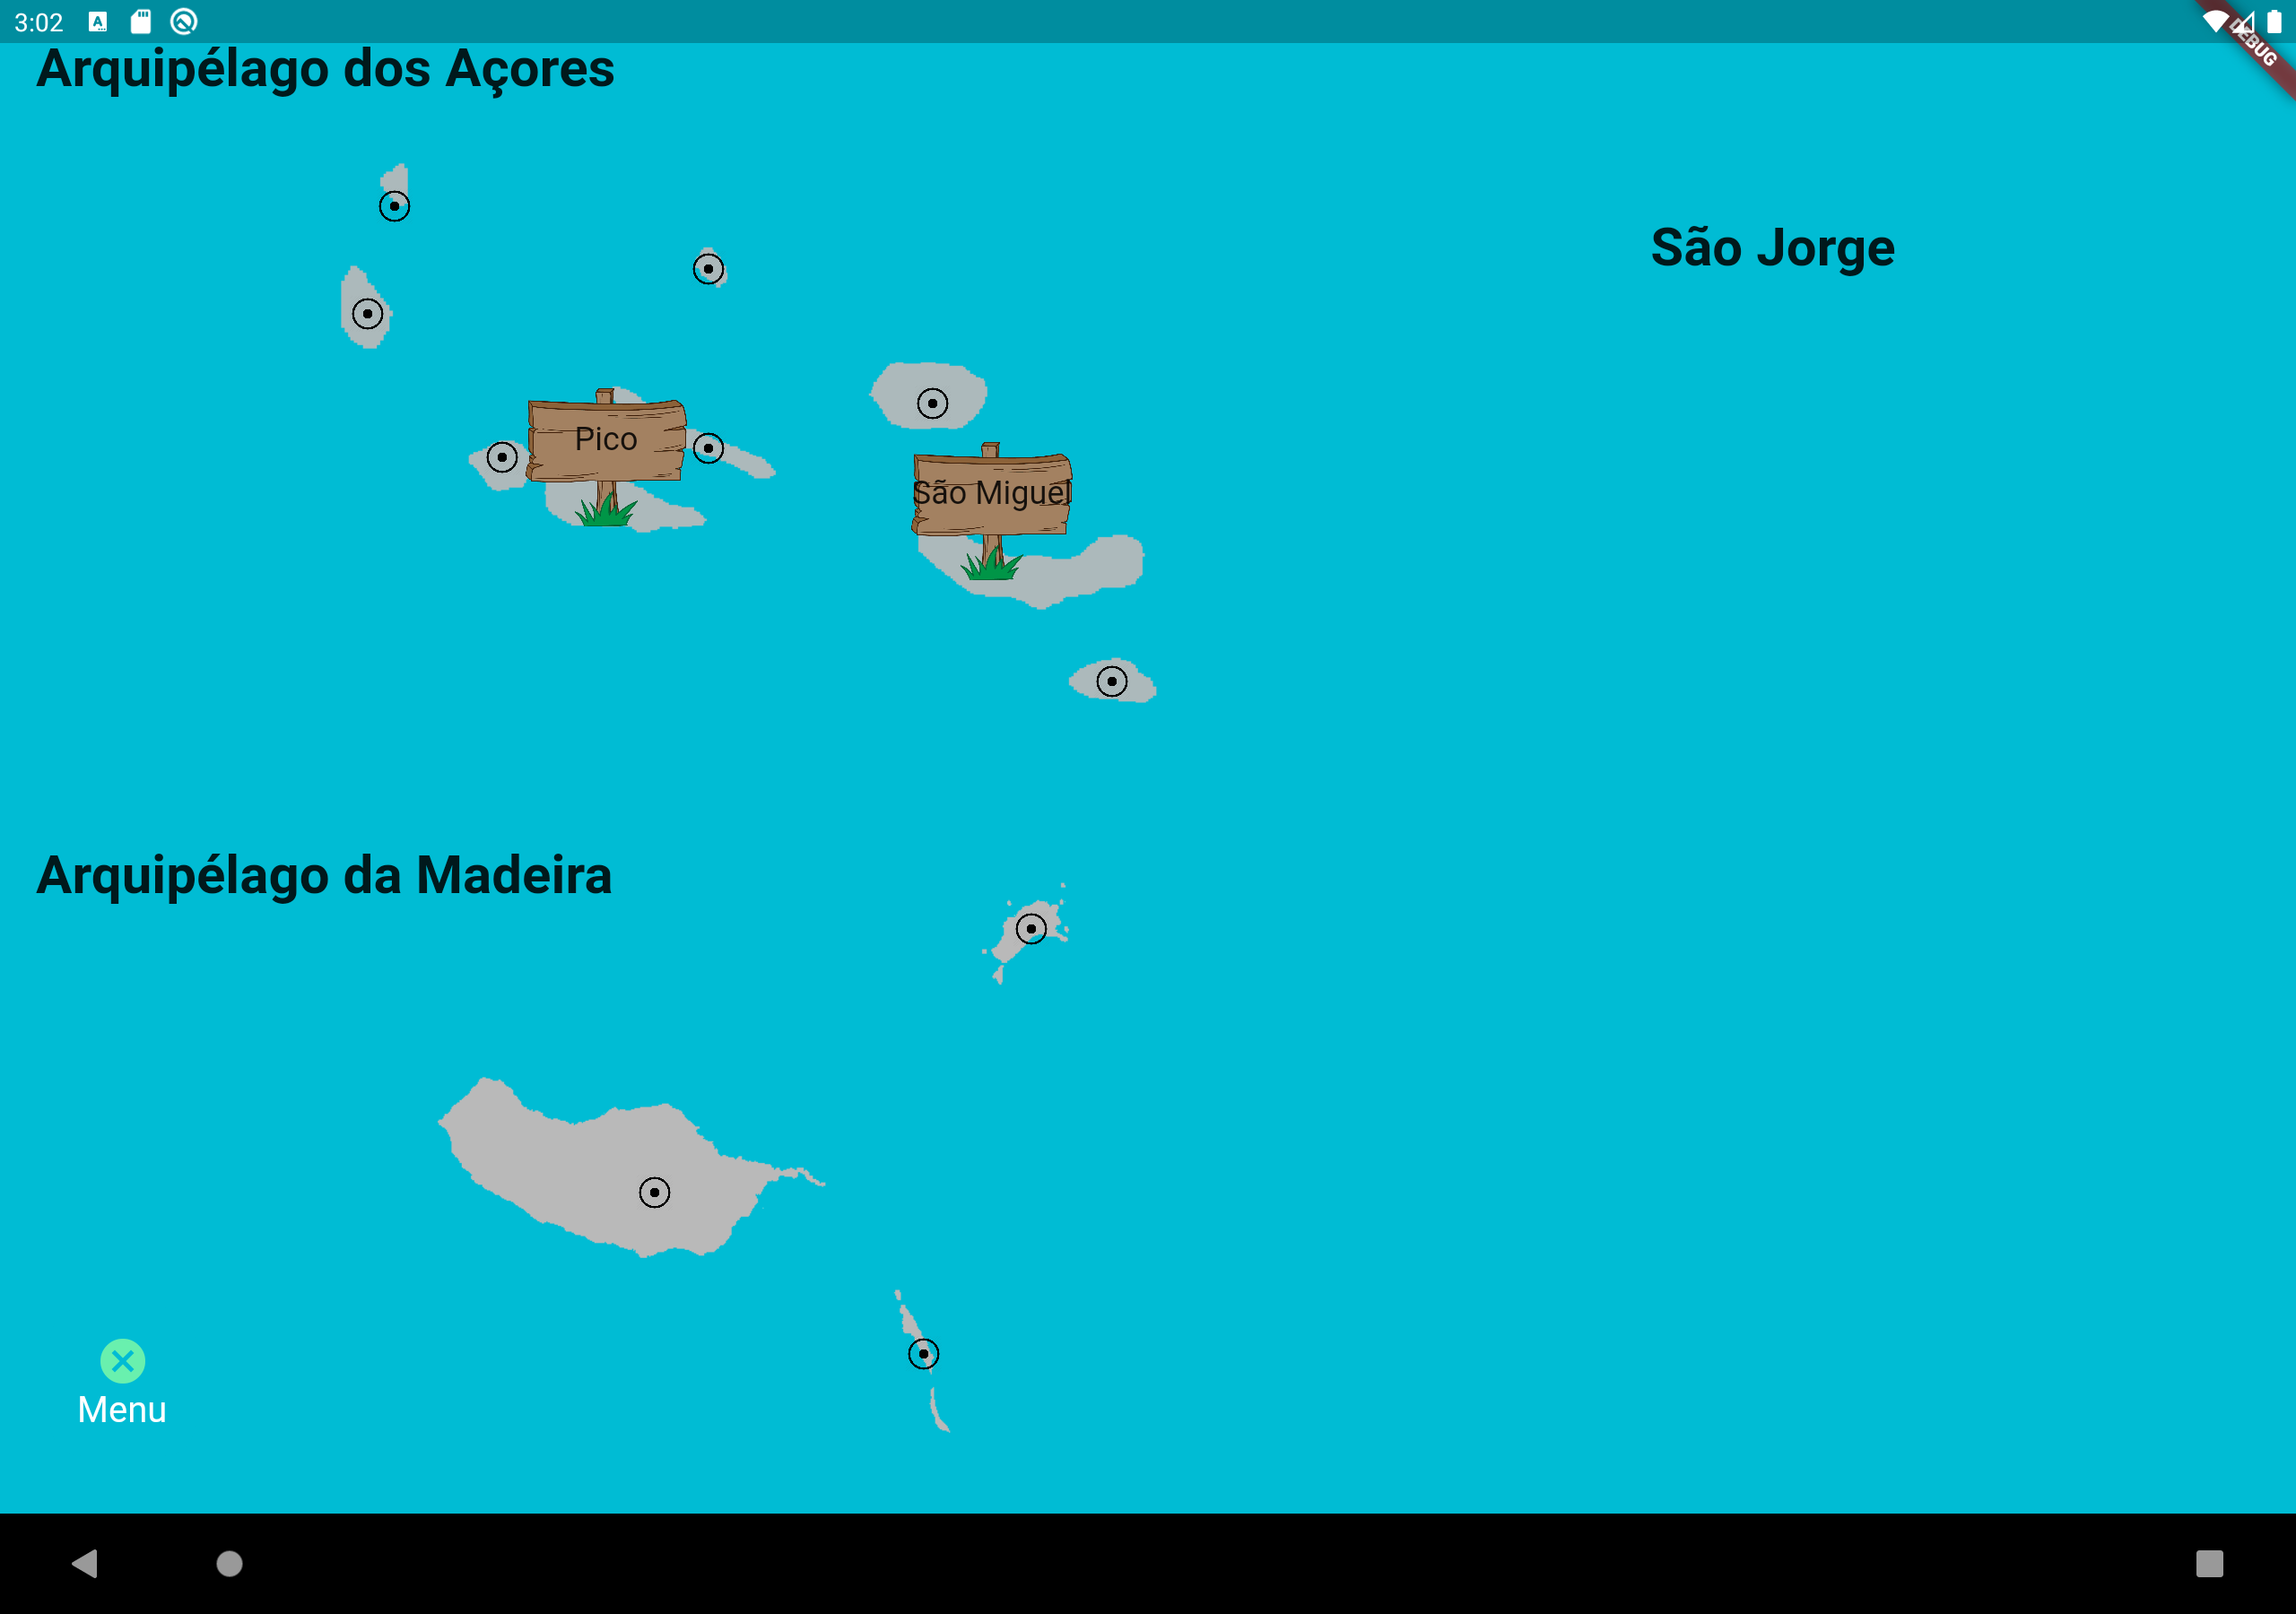 3:02
A
DEBUG
Arquipélago dos Açores
São Jorge
Pico
São Miguel
Arquipélago da Madeira
Menu